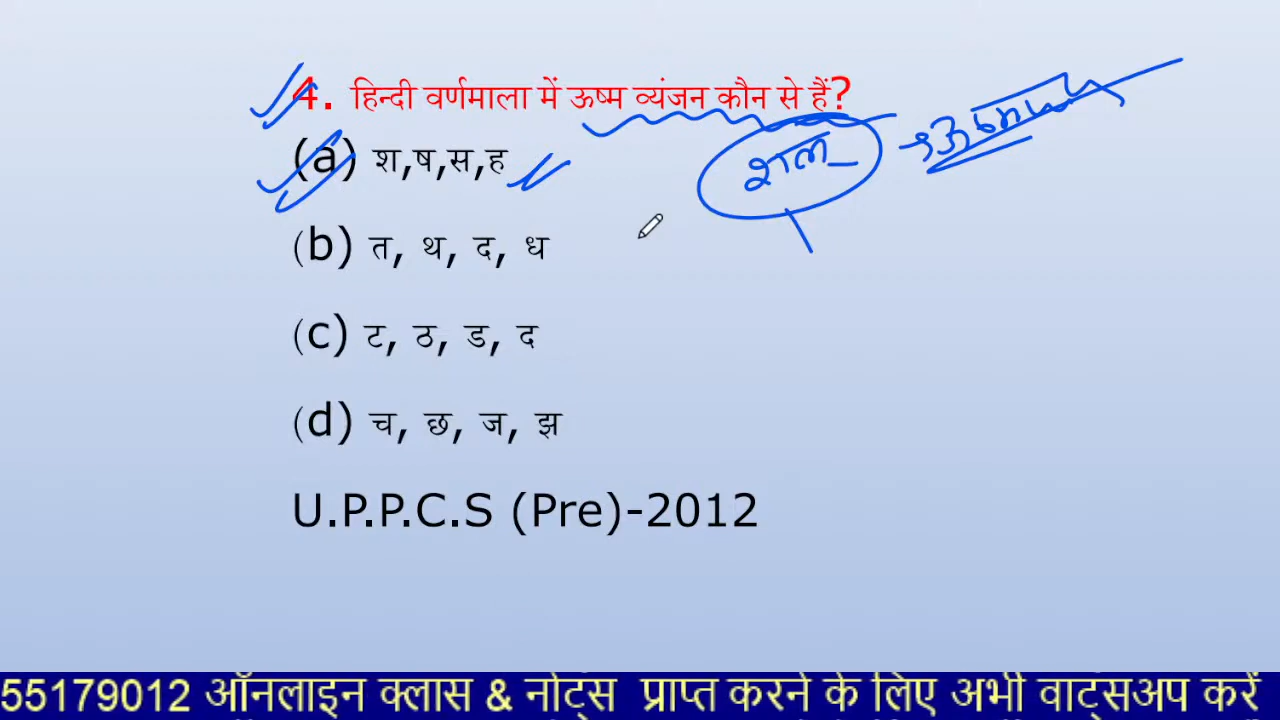 4. हिन्दी वर्णमाला में ऊष्म व्यंजन कौन से हैं?
(a) श,ष,स,ह
शल
(b) त, थ, द, ध
(c) ट, ठ, ड, द
(d) च, छ, ज, झ
U.P.P.C.S (Pre)-2012
55179012 ऑनलाइन क्लास & नोट्स प्राप्त करने के लिए अभी वाट्सअप करें